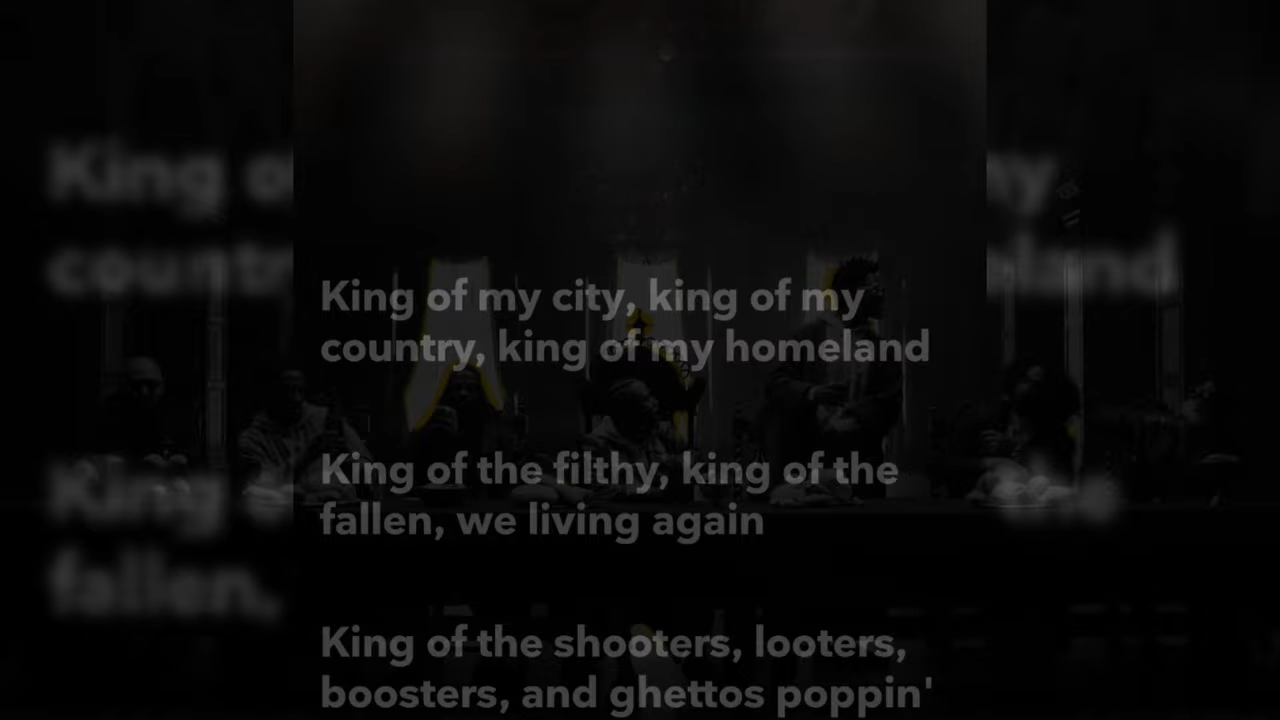 King of my city, king of my
country, king of my homeland
King of the filthy, king of the
fallen, we living again
King of the shooters, looters,
boosters, and ghettos poppin'